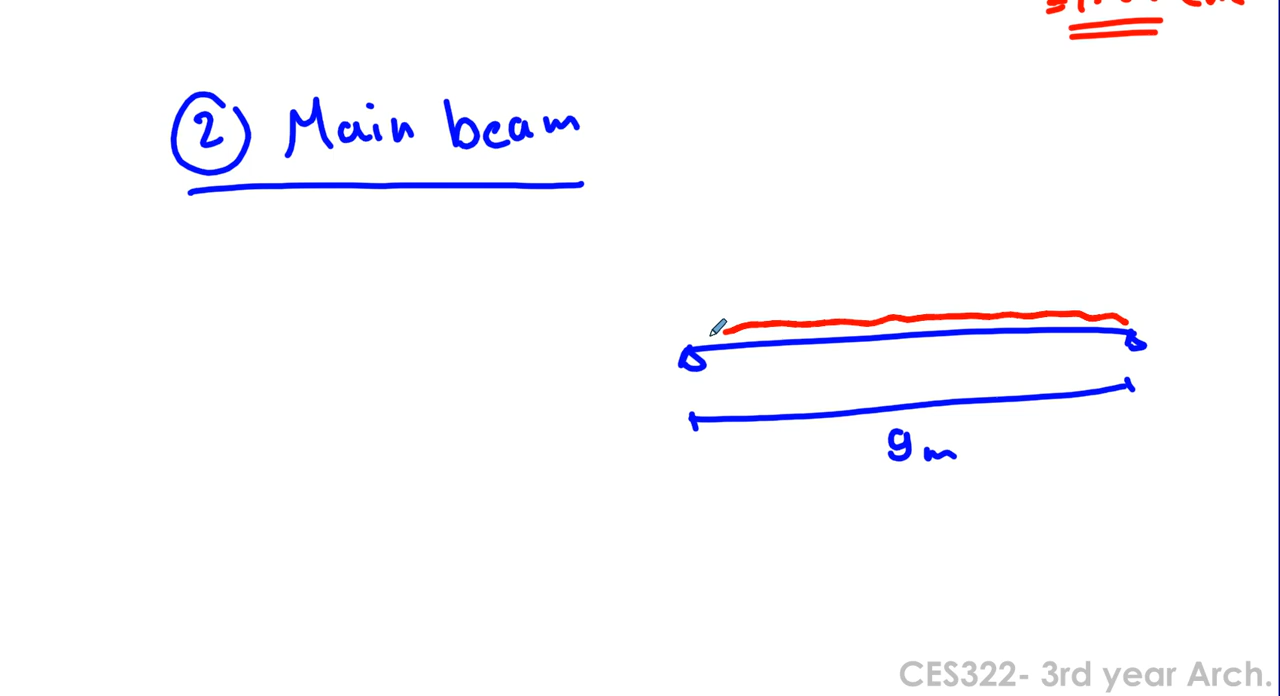 ② Main beam
9 m
CES322- 3rd year Arch.